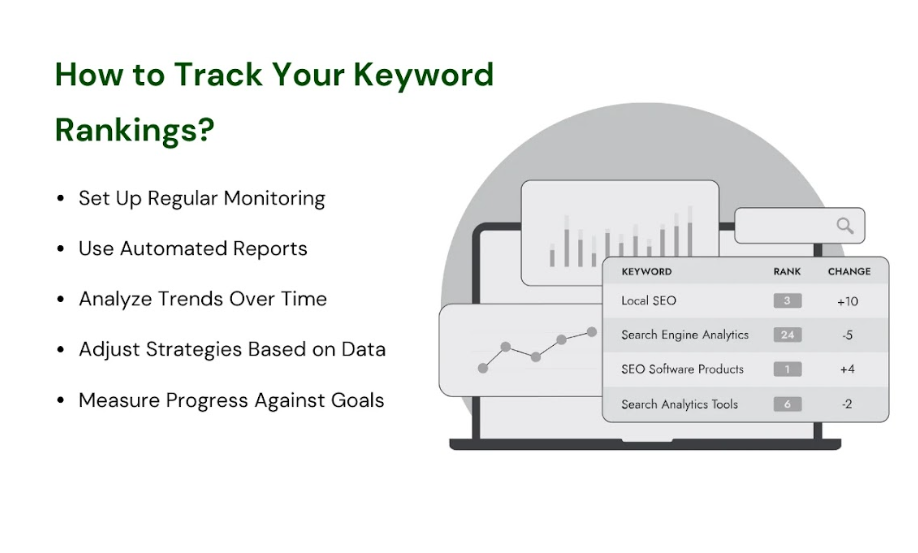 How to Track Your Keyword
Rankings?
• Set Up Regular Monitoring
• Use Automated Reports
• Analyze Trends Over Time
• Adjust Strategies Based on Data
• Measure Progress Against Goals
KEYWORD RANK CHANGE
Local SEO 3 +10
Search Engine Analytics 24 -5
SEO Software Products 1 +4
Search Analytics Tools 6 -2